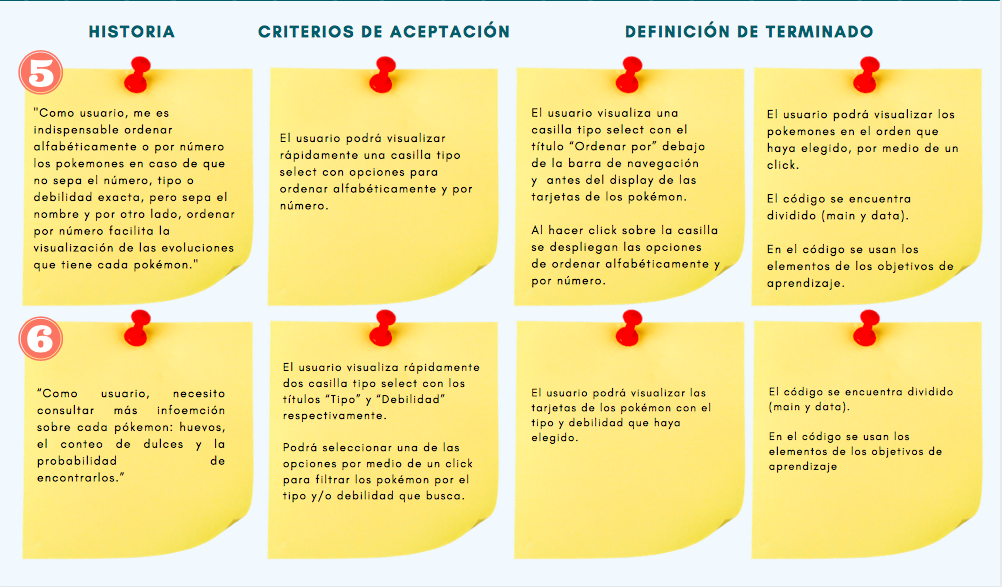 HISTORIA
CRITERIOS DE ACEPTACIÓN
DEFINICIÓN DE TERMINADO
5
"Como usuario, me es
indispensable ordenar
alfabéticamente o por número
los pokemones en caso de que
no sepa el número, tipo o
debilidad exacta, pero sepa el
nombre y por otro lado, ordenar
por número facilita la
visualización de las evoluciones
que tiene cada pokémon."
El usuario podrá visualizar
rápidamente una casilla tipo
select con opciones para
ordenar alfabéticamente y por
número.
El usuario visualiza una
casilla tipo select con el
título “Ordenar por” debajo
de la barra de navegación
y antes del display de las
tarjetas de los pokémon.
Al hacer click sobre la casilla
se despliegan las opciones
de ordenar alfabéticamente y
por número.
El usuario podrá visualizar los
pokemones en el orden que
haya elegido, por medio de un
click.
El código se encuentra
dividido (main y data).
En el código se usan los
elementos de los objetivos de
aprendizaje.
6
“Como usuario, necesito
consultar más infoemción
sobre cada pókemon: huevos,
el conteo de dulces y la
probabilidad de
encontrarlos.”
El usuario visualiza rápidamente
dos casilla tipo select con los
títulos “Tipo” y “Debilidad”
respectivamente.
Podrá seleccionar una de las
opciones por medio de un click
para filtrar los pokémon por el
tipo y/o debilidad que busca.
El usuario podrá visualizar las
tarjetas de los pokémon con el
tipo y debilidad que haya
elegido.
El código se encuentra dividido
(main y data).
En el código se usan los
elementos de los objetivos de
aprendizaje